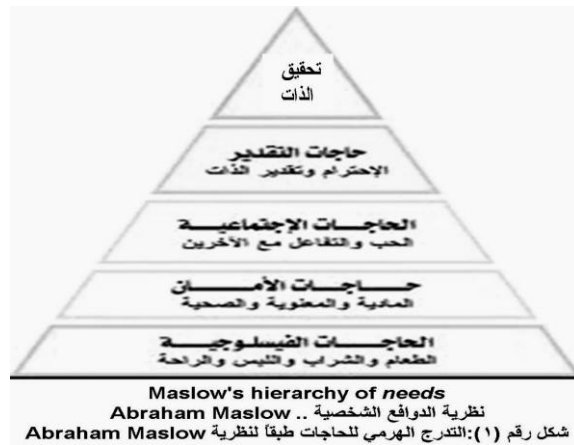 تحقيق
الذات
حاجات التقدير
الإحترام وتقدير الذات
الحاجات الإجتماعية
الحب والتفاعل مع الآخرين
حاجات الأمان
المادية والمعنوية والصحية
الحاجات الفيسلوجية
الطعام والشراب واللبس والراحة
Maslow's hierarchy of needs
نظرية الدوافع الشخصية .. Abraham Maslow
شكل رقم (١):التدرج الهرمي للحاجات طبقاً لنظرية Abraham Maslow